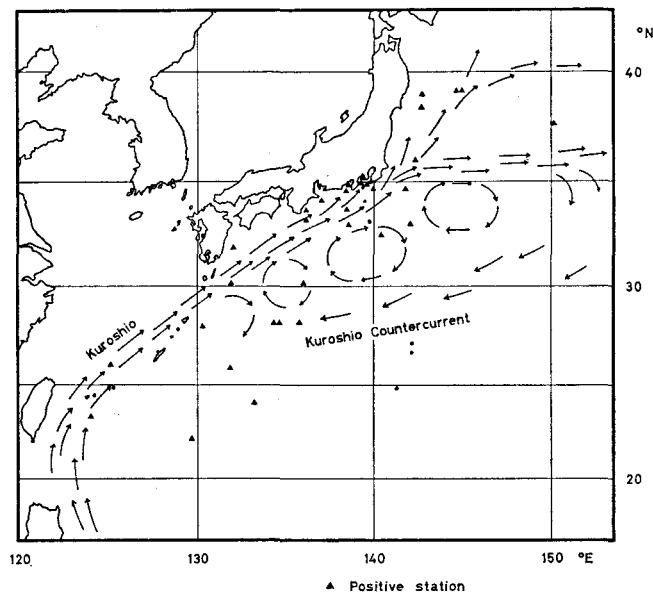 °N
40
30
20
Kuroshio
Kuroshio Countercurrent
120
130
140
150
°E
▲ Positive station